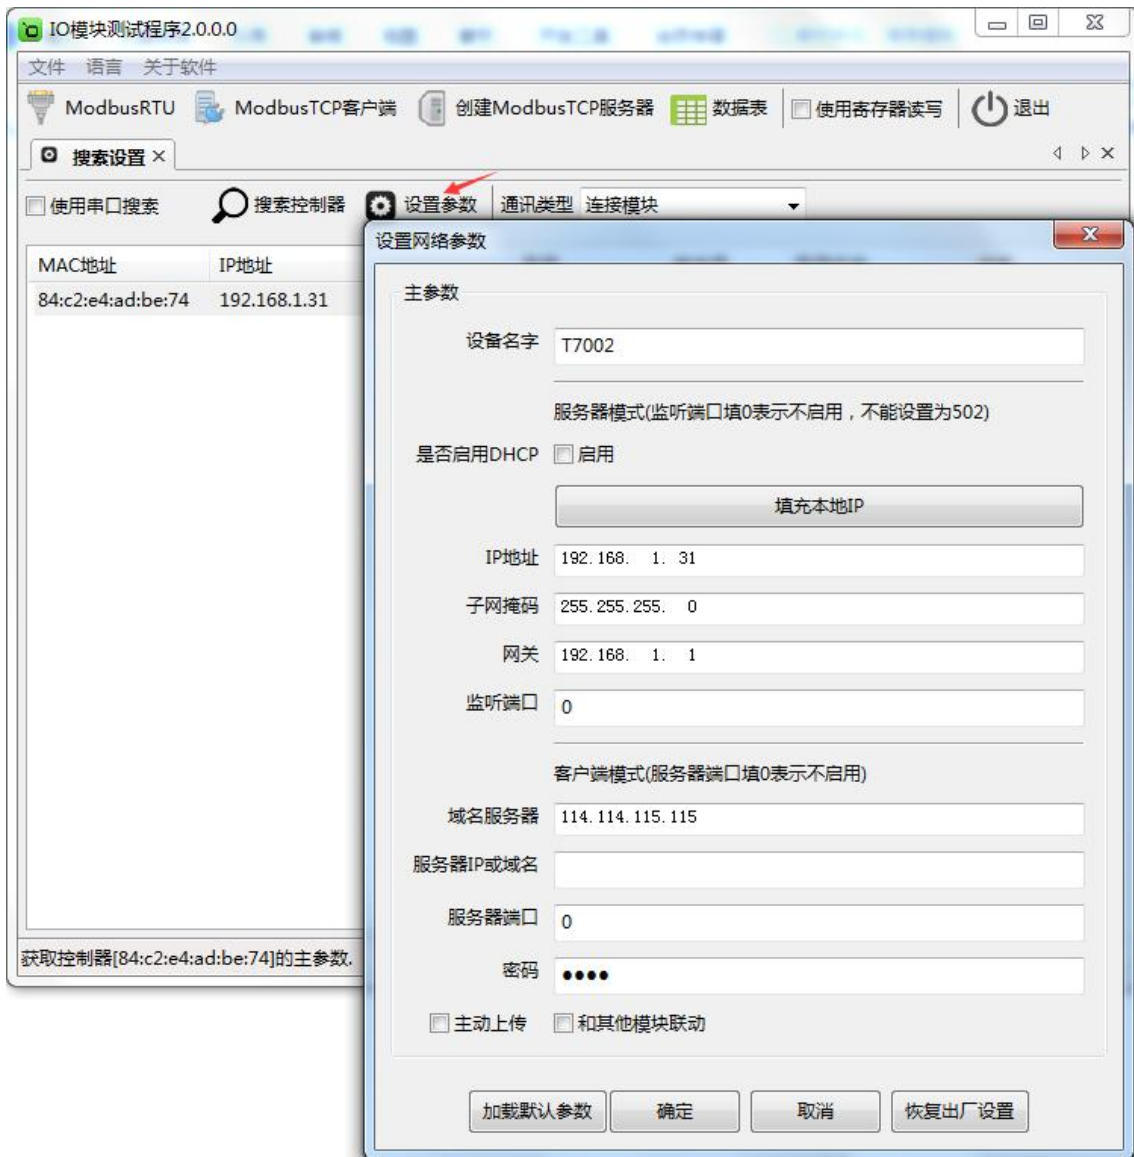 IO模块测试程序2.0.0.0
文件 语言 关于软件
ModbusRTU ModbusTCP客户端 创建ModbusTCP服务器 数据表 使用寄存器读写 退出
搜索设置
使用串口搜索 搜索控制器 设置参数 通讯类型 连接模块
设置网络参数
MAC地址 IP地址
84:c2:e4:ad:be:74 192.168.1.31
主参数
设备名字 T7002
服务器模式(监听端口填0表示不启用，不能设置为502)
是否启用DHCP 启用
填充本地IP
IP地址 192.168. 1. 31
子网掩码 255.255.255. 0
网关 192.168. 1. 1
监听端口 0
客户端模式(服务器端口填0表示不启用)
域名服务器 114.114.115.115
服务器IP或域名
服务器端口 0
获取控制器[84:c2:e4:ad:be:74]的主参数.
密码 ●●●●
主动上传 和其他模块联动
加载默认参数 确定 取消 恢复出厂设置